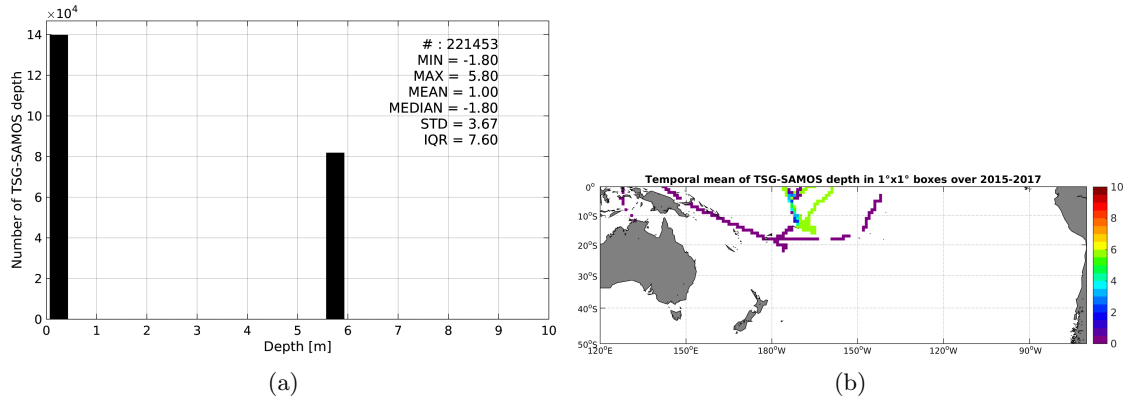 ×10⁴
14
12
10
8
6
4
2
0
Number of TSG-SAMOS depth
# : 221453
MIN = -1.80
MAX = 5.80
MEAN = 1.00
MEDIAN = -1.80
STD = 3.67
IQR = 7.60
0 1 2 3 4 5 6 7 8 9 10
Depth [m]
(a)
Temporal mean of TSG-SAMOS depth in 1°x1° boxes over 2015-2017
0°
10°S
20°S
30°S
40°S
50°S
120°E 150°E 180°W 150°W 120°W 90°W
10
8
6
4
2
0
(b)